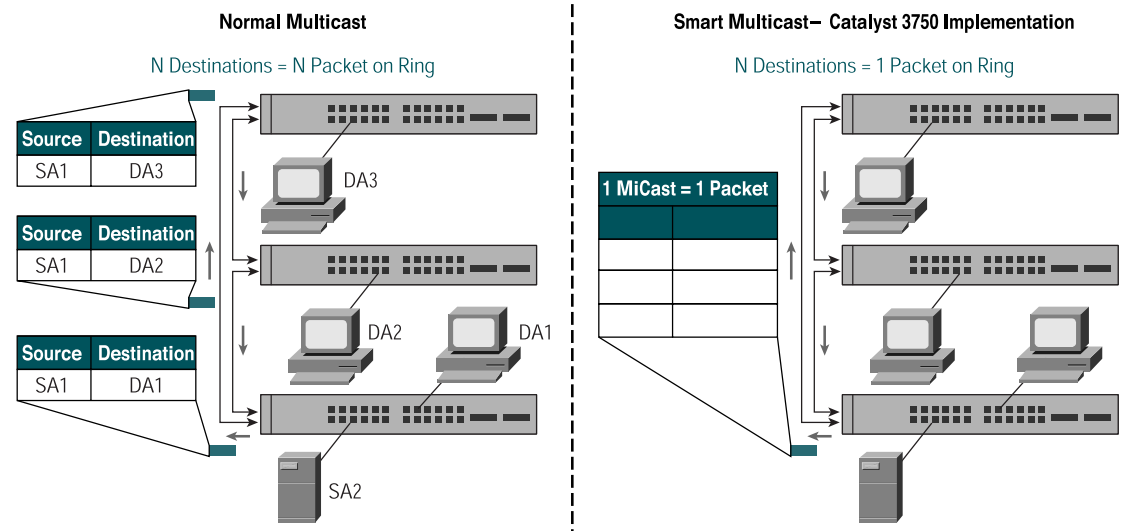 Normal Multicast
N Destinations = N Packet on Ring
Source Destination
SA1 DA3
DA3
Source Destination
SA1 DA2
DA2
DA1
Source Destination
SA1 DA1
SA2
Smart Multicast– Catalyst 3750 Implementation
N Destinations = 1 Packet on Ring
1 MiCast = 1 Packet